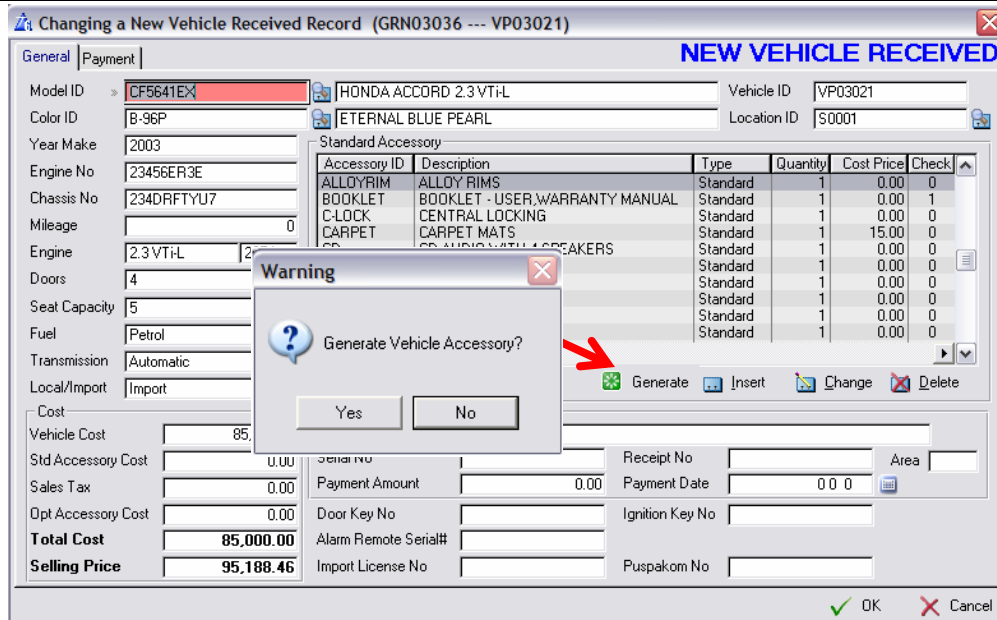 Changing a New Vehicle Received Record (GRN03036 --- VP03021)
General Payment
NEW VEHICLE RECEIVED
Model ID » CF5641EX HONDA ACCORD 2.3 VTi-L Vehicle ID VP03021
Color ID B-96P ETERNAL BLUE PEARL Location ID S0001
Year Make 2003 Standard Accessory
Accessory ID Description Type Quantity Cost Price Check
Engine No 23456ER3E
ALLOYRIM ALLOY RIMS Standard 1 0.00 0
BOOKLET BOOKLET - USER,WARRANTY MANUAL Standard 1 0.00 1
Chassis No 234DRFTYU7
C-LOCK CENTRAL LOCKING Standard 1 0.00 0
CARPET CARPET MATS Standard 1 15.00 0
Mileage 0
CD CD AUDIO WITH 4 SPEAKERS Standard 1 0.00 0
Engine 2.3 VTi-L
Standard 1 0.00 0
Warning
Doors 4
Standard 1 0.00 0
Standard 1 0.00 0
Seat Capacity 5
Standard 1 0.00 0
Fuel Petrol
Standard 1 0.00 0
Generate Vehicle Accessory?
Transmission Automatic
Local/Import Import
Generate Insert Change Delete
Yes No
Cost
Vehicle Cost 85,
Std Accessory Cost 0.00 Serial No Receipt No Area
Sales Tax 0.00 Payment Amount 0.00 Payment Date 0 0 0
Opt Accessory Cost 0.00 Door Key No Ignition Key No
Total Cost 85,000.00 Alarm Remote Serial#
Selling Price 95,188.46 Import License No Puspakom No
OK Cancel